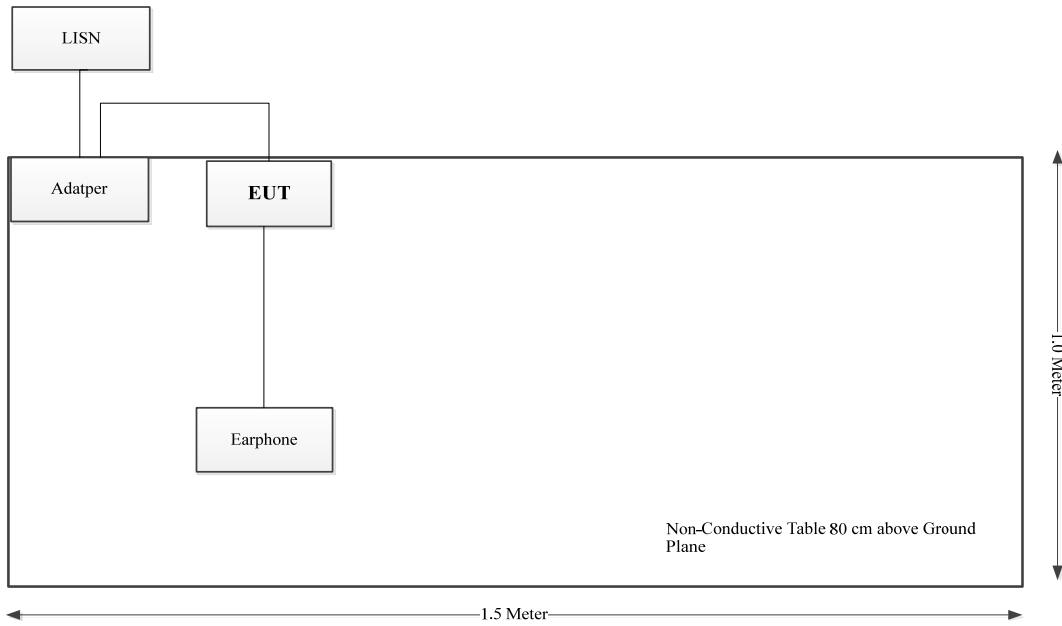 LISN
Adatper
EUT
Earphone
1.0 Meter
Non-Conductive Table 80 cm above Ground
Plane
1.5 Meter